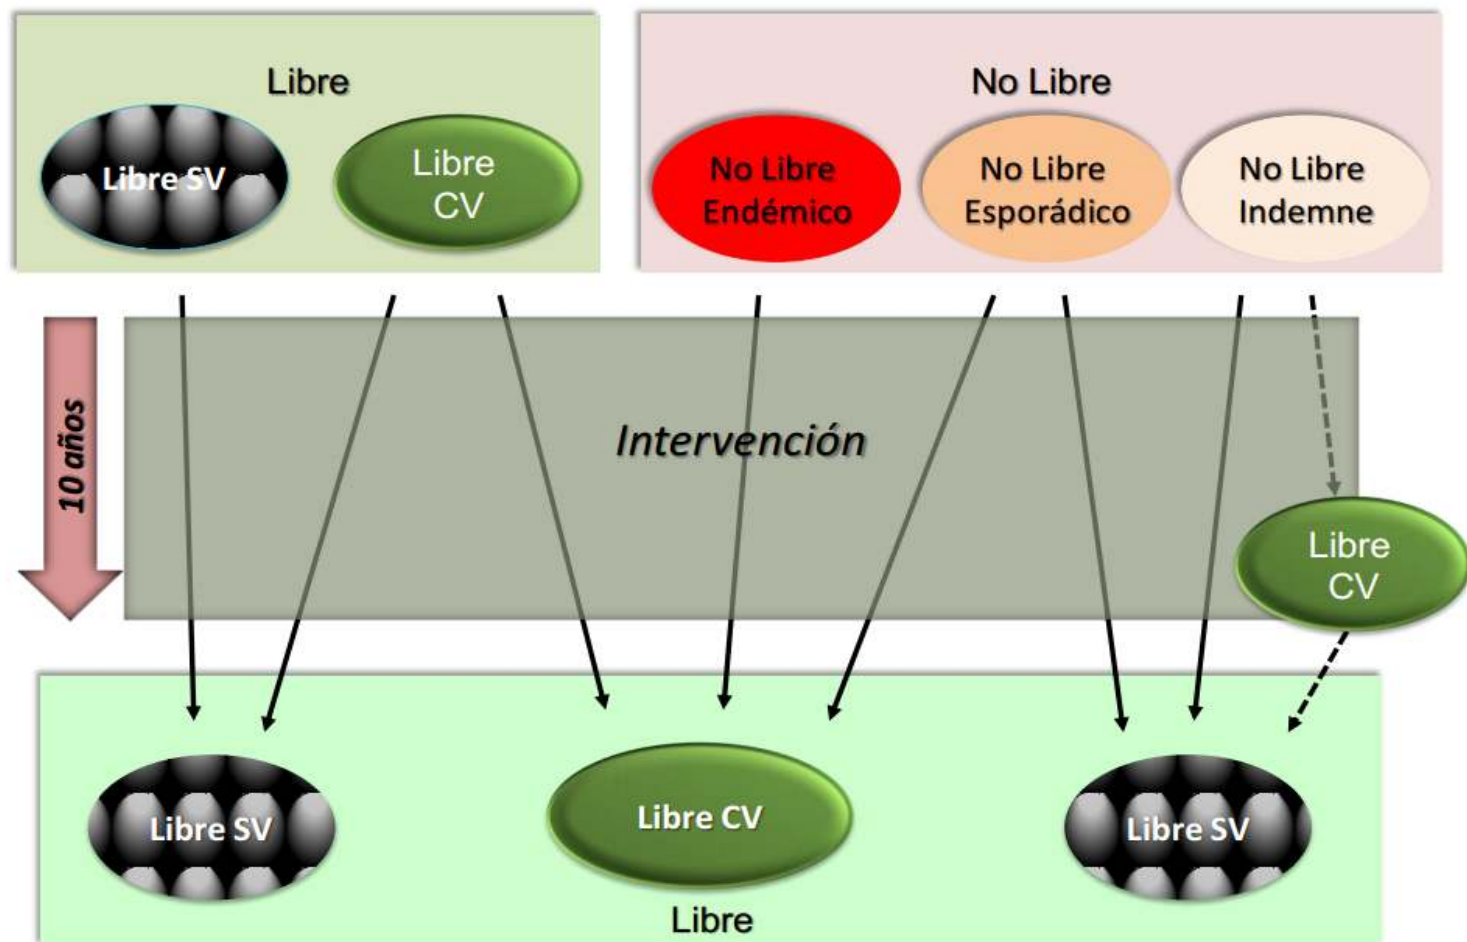 Libre
No Libre
Libre SV
Libre
CV
No Libre
Endémico
No Libre
Esporádico
No Libre
Indemne
10 años
Intervención
Libre
CV
Libre SV
Libre CV
Libre SV
Libre